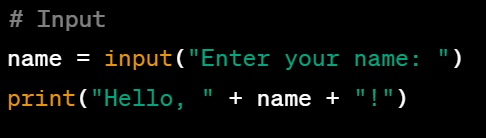 # Input
name = input("Enter your name: ")
print("Hello, " + name + "!")